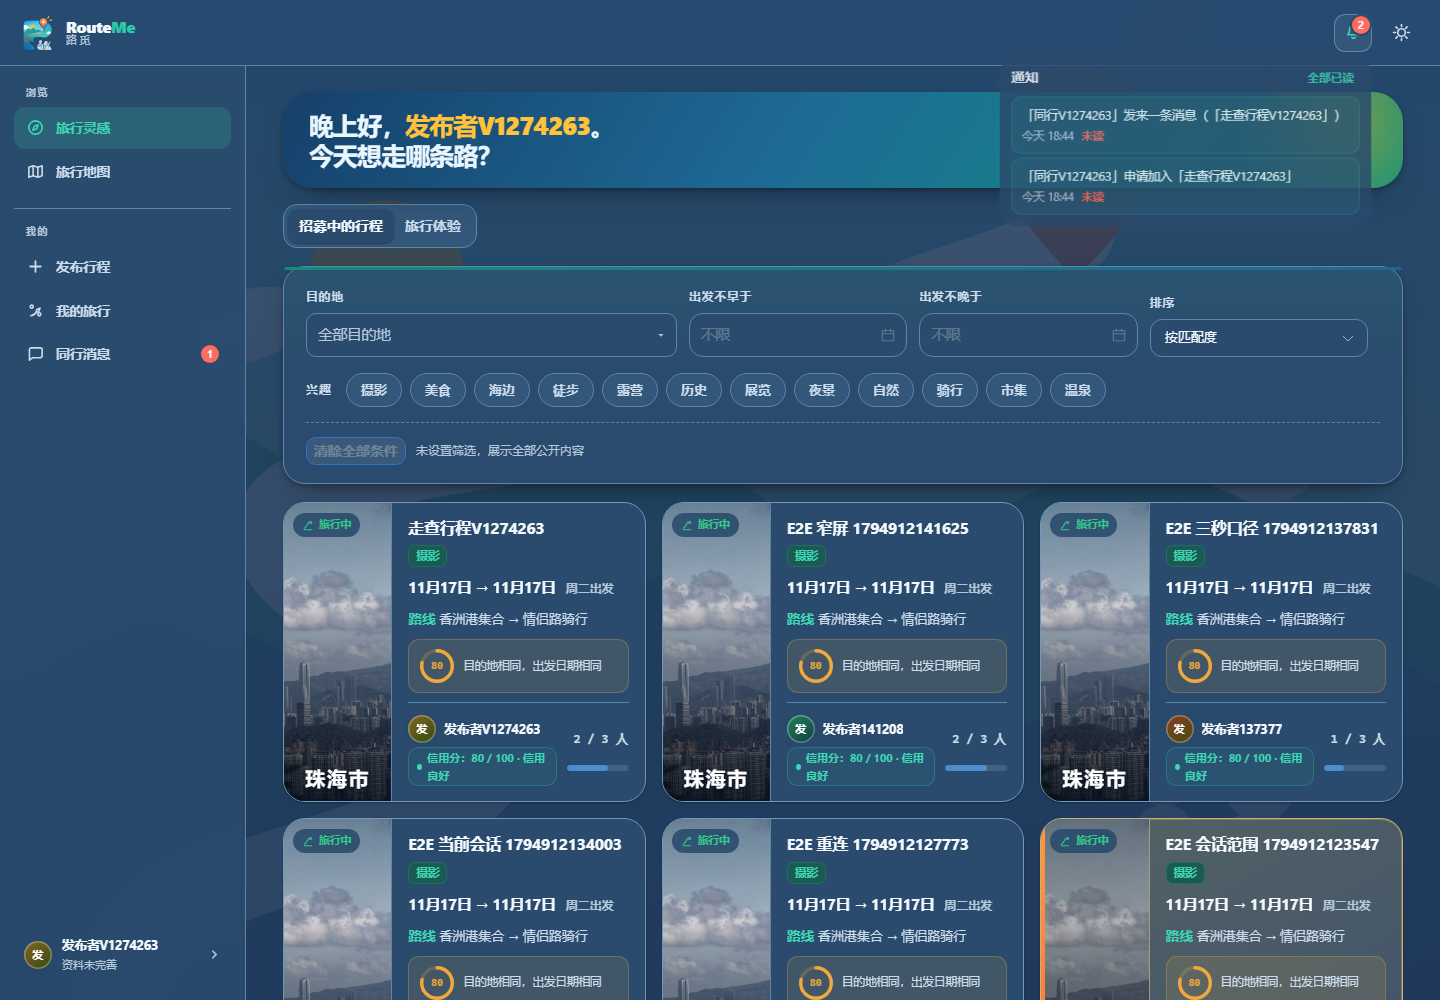 RouteMe
路觅
2
浏览
旅行灵感
旅行地图
我的
发布行程
我的旅行
同行消息
1
发布者V1274263
资料未完善
发
晚上好，发布者V1274263。
今天想走哪条路？
通知
全部已读
「同行V1274263」发来一条消息（「走查行程V1274263」）
今天 18:44 未读
「同行V1274263」申请加入「走查行程V1274263」
今天 18:44 未读
招募中的行程
旅行体验
目的地
全部目的地
出发不早于
不限
出发不晚于
不限
排序
按匹配度
兴趣 摄影 美食 海边 徒步 露营 历史 展览 夜景 自然 骑行 市集 温泉
清除全部条件 未设置筛选，展示全部公开内容
旅行中
珠海市
走查行程V1274263
摄影
11月17日 → 11月17日 周二出发
路线 香洲港集合 → 情侣路骑行
80 目的地相同，出发日期相同
发 发布者V1274263
信用分：80 / 100 · 信用
良好
2 / 3 人
旅行中
珠海市
E2E 窄屏 1794912141625
摄影
11月17日 → 11月17日 周二出发
路线 香洲港集合 → 情侣路骑行
80 目的地相同，出发日期相同
发 发布者141208
信用分：80 / 100 · 信用
良好
2 / 3 人
旅行中
珠海市
E2E 三秒口径 1794912137831
摄影
11月17日 → 11月17日 周二出发
路线 香洲港集合 → 情侣路骑行
80 目的地相同，出发日期相同
发 发布者137377
信用分：80 / 100 · 信用
良好
1 / 3 人
旅行中
E2E 当前会话 1794912134003
摄影
11月17日 → 11月17日 周二出发
路线 香洲港集合 → 情侣路骑行
80 目的地相同，出发日期相同
旅行中
E2E 重连 1794912127773
摄影
11月17日 → 11月17日 周二出发
路线 香洲港集合 → 情侣路骑行
80 目的地相同，出发日期相同
旅行中
E2E 会话范围 1794912123547
摄影
11月17日 → 11月17日 周二出发
路线 香洲港集合 → 情侣路骑行
80 目的地相同，出发日期相同